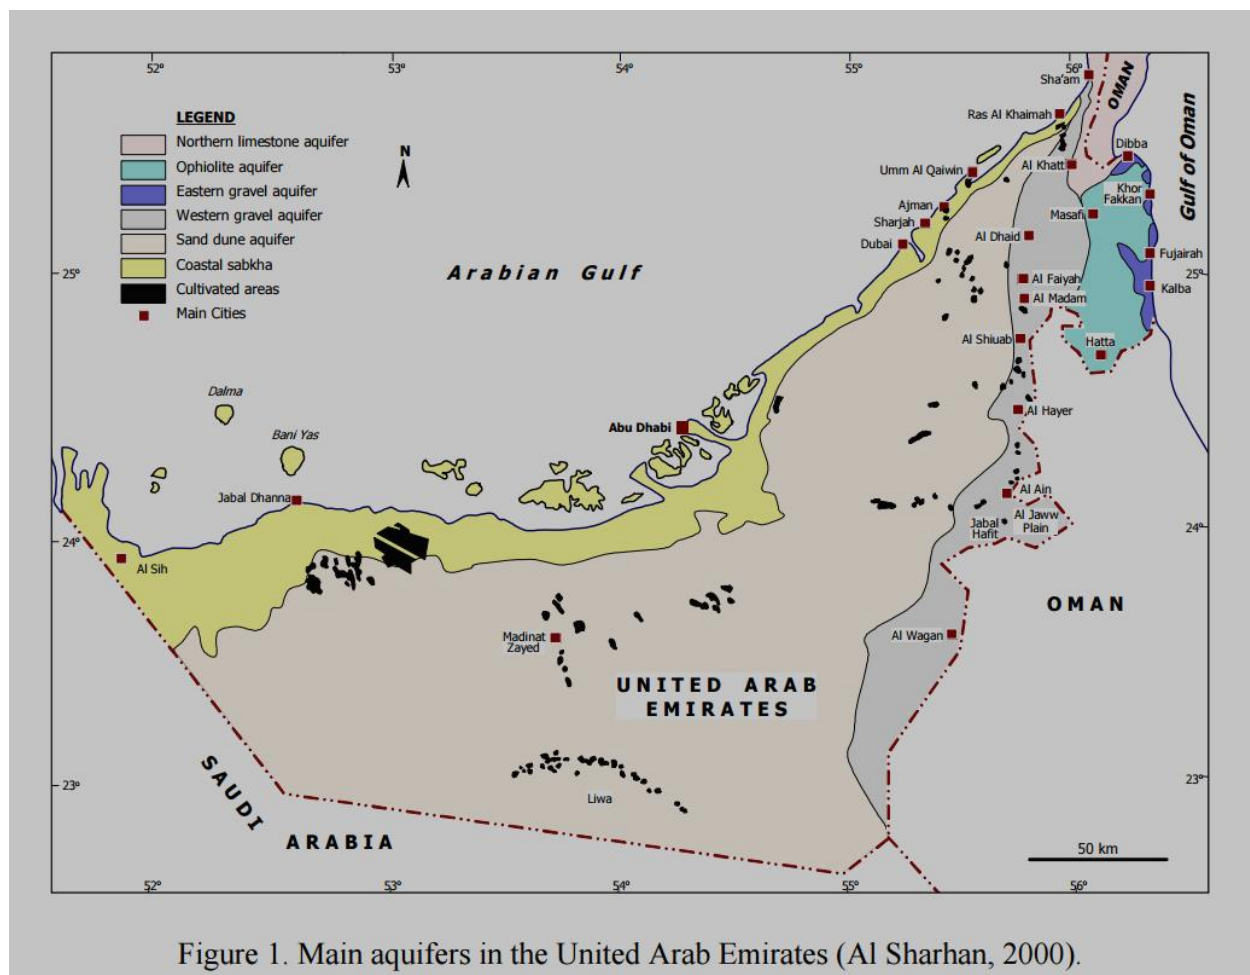 52°
53°
54°
55°
56°
Sha'am
OMAN
Gulf of Oman
LEGEND
Northern limestone aquifer
Ophiolite aquifer
Eastern gravel aquifer
Western gravel aquifer
Sand dune aquifer
Coastal sabkha
Cultivated areas
Main Cities
N
Ras Al Khaimah
Dibba
Al Khatt
Umm Al Qaiwin
Khor
Fakkan
Ajman
Masafi
Sharjah
Al Dhaid
Dubai
Fujairah
Arabian Gulf
25°
25°
Al Faiyah
Kalba
Al Madam
Al Shiuab
Hatta
Dalma
Al Hayer
Abu Dhabi
Bani Yas
Jabal Dhanna
Al Ain
Al Jaww
Plain
Jabal
Hafit
24°
24°
Al Sih
OMAN
Madinat
Zayed
Al Wagan
UNITED ARAB
EMIRATES
SAUDI
ARABIA
23°
23°
Liwa
50 km
52°
53°
54°
55°
56°
Figure 1. Main aquifers in the United Arab Emirates (Al Sharhan, 2000).